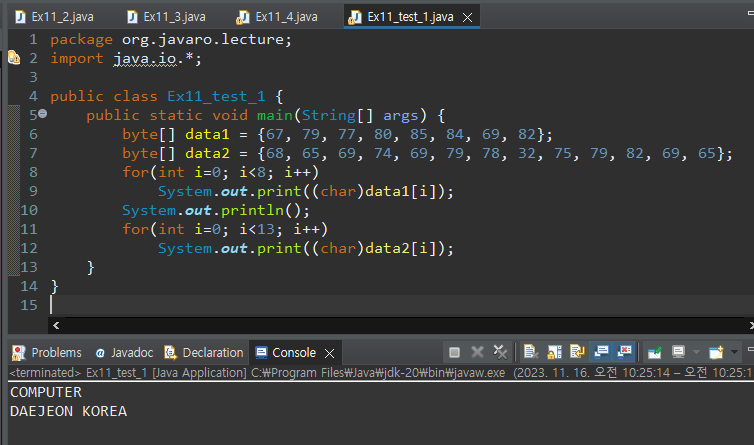 Ex11_2.java Ex11_3.java Ex11_4.java Ex11_test_1.java
1 package org.javaro.lecture;
2 import java.io.*;
3
4 public class Ex11_test_1 {
5 public static void main(String[] args) {
6 byte[] data1 = {67, 79, 77, 80, 85, 84, 69, 82};
7 byte[] data2 = {68, 65, 69, 74, 69, 79, 78, 32, 75, 79, 82, 69, 65};
8 for(int i=0; i<8; i++)
9 System.out.print((char)data1[i]);
10 System.out.println();
11 for(int i=0; i<13; i++)
12 System.out.print((char)data2[i]);
13 }
14 }
15
Problems Javadoc Declaration Console
<terminated> Ex11_test_1 [Java Application] C:₩Program Files₩Java₩jdk-20₩bin₩javaw.exe (2023. 11. 16. 오전 10:25:14 – 오전 10:25:1
COMPUTER
DAEJEON KOREA